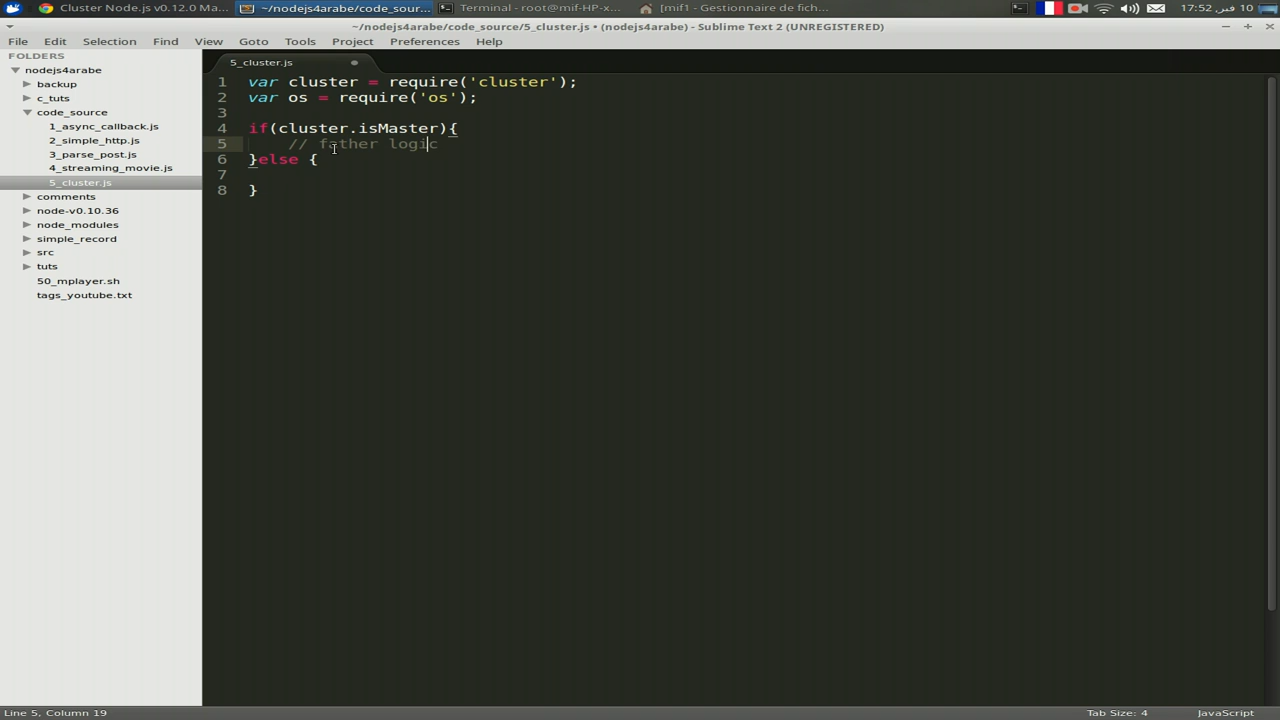 Cluster Node.js v0.12.0 Ma...
~/nodejs4arabe/code_sour...
Terminal - root@mif-HP-x...
[mif1 - Gestionnaire de fich...
10 فبر, 17:52
~/nodejs4arabe/code_source/5_cluster.js • (nodejs4arabe) - Sublime Text 2 (UNREGISTERED)
File Edit Selection Find View Goto Tools Project Preferences Help
FOLDERS
nodejs4arabe
backup
c_tuts
code_source
1_async_callback.js
2_simple_http.js
3_parse_post.js
4_streaming_movie.js
5_cluster.js
comments
node-v0.10.36
node_modules
simple_record
src
tuts
50_mplayer.sh
tags_youtube.txt
5_cluster.js
1 var cluster = require('cluster');
2 var os = require('os');
3
4 if(cluster.isMaster){
5 // father logic
6 }else {
7
8 }
Line 5, Column 19
Tab Size: 4
JavaScript